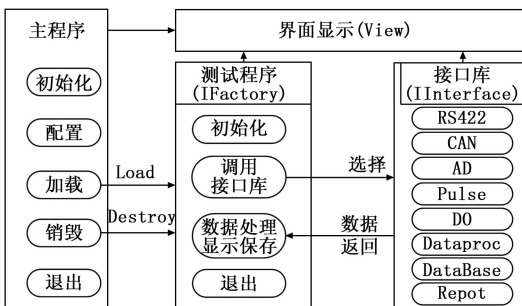 主程序
初始化
配置
加载
销毁
退出
Load
Destroy
界面显示(View)
测试程序
(IFactory)
初始化
调用
接口库
数据处理
显示保存
退出
选择
数据
返回
接口库
(IInterface)
RS422
CAN
AD
Pulse
DO
Dataproc
DataBase
Repot